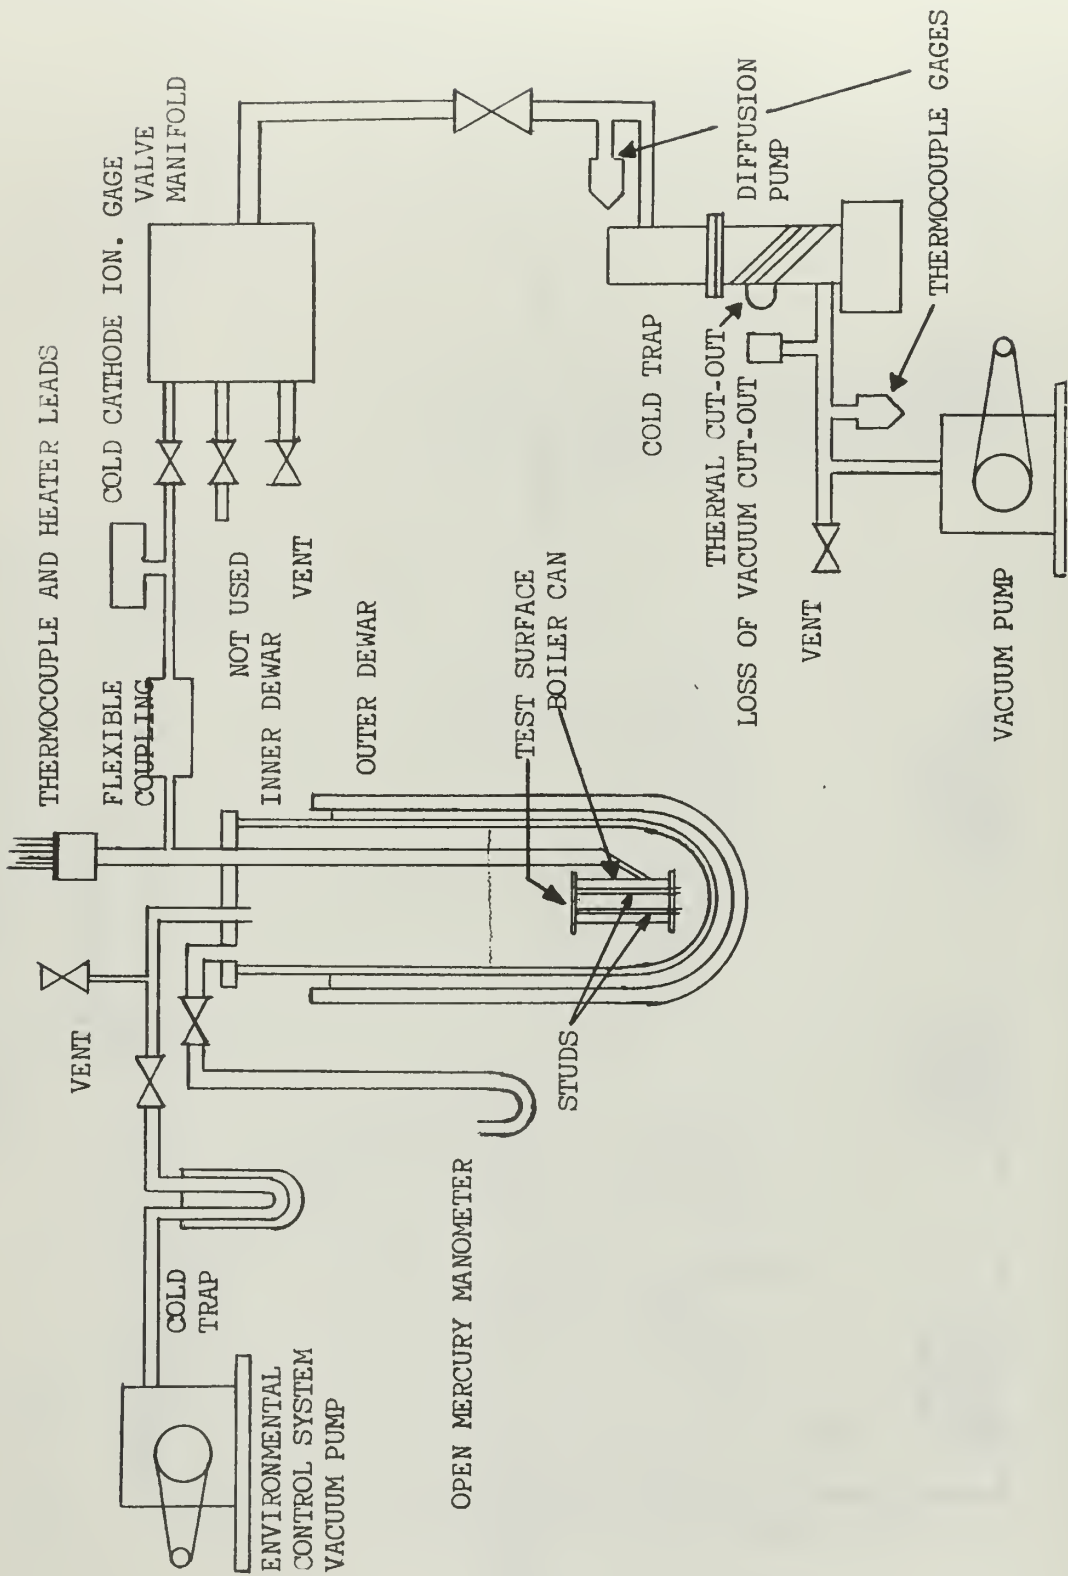 THERMOCOUPLE AND HEATER LEADS
COLD CATHODE ION. GAGE
VALVE
MANIFOLD
FLEXIBLE
COUPLING
NOT USED
VENT
INNER DEWAR
OUTER DEWAR
VENT
COLD
TRAP
ENVIRONMENTAL
CONTROL SYSTEM
VACUUM PUMP
OPEN MERCURY MANOMETER
STUDS
TEST SURFACE
BOILER CAN
COLD TRAP
THERMAL CUT-OUT
LOSS OF VACUUM CUT-OUT
VENT
DIFFUSION
PUMP
THERMOCOUPLE GAGES
VACUUM PUMP